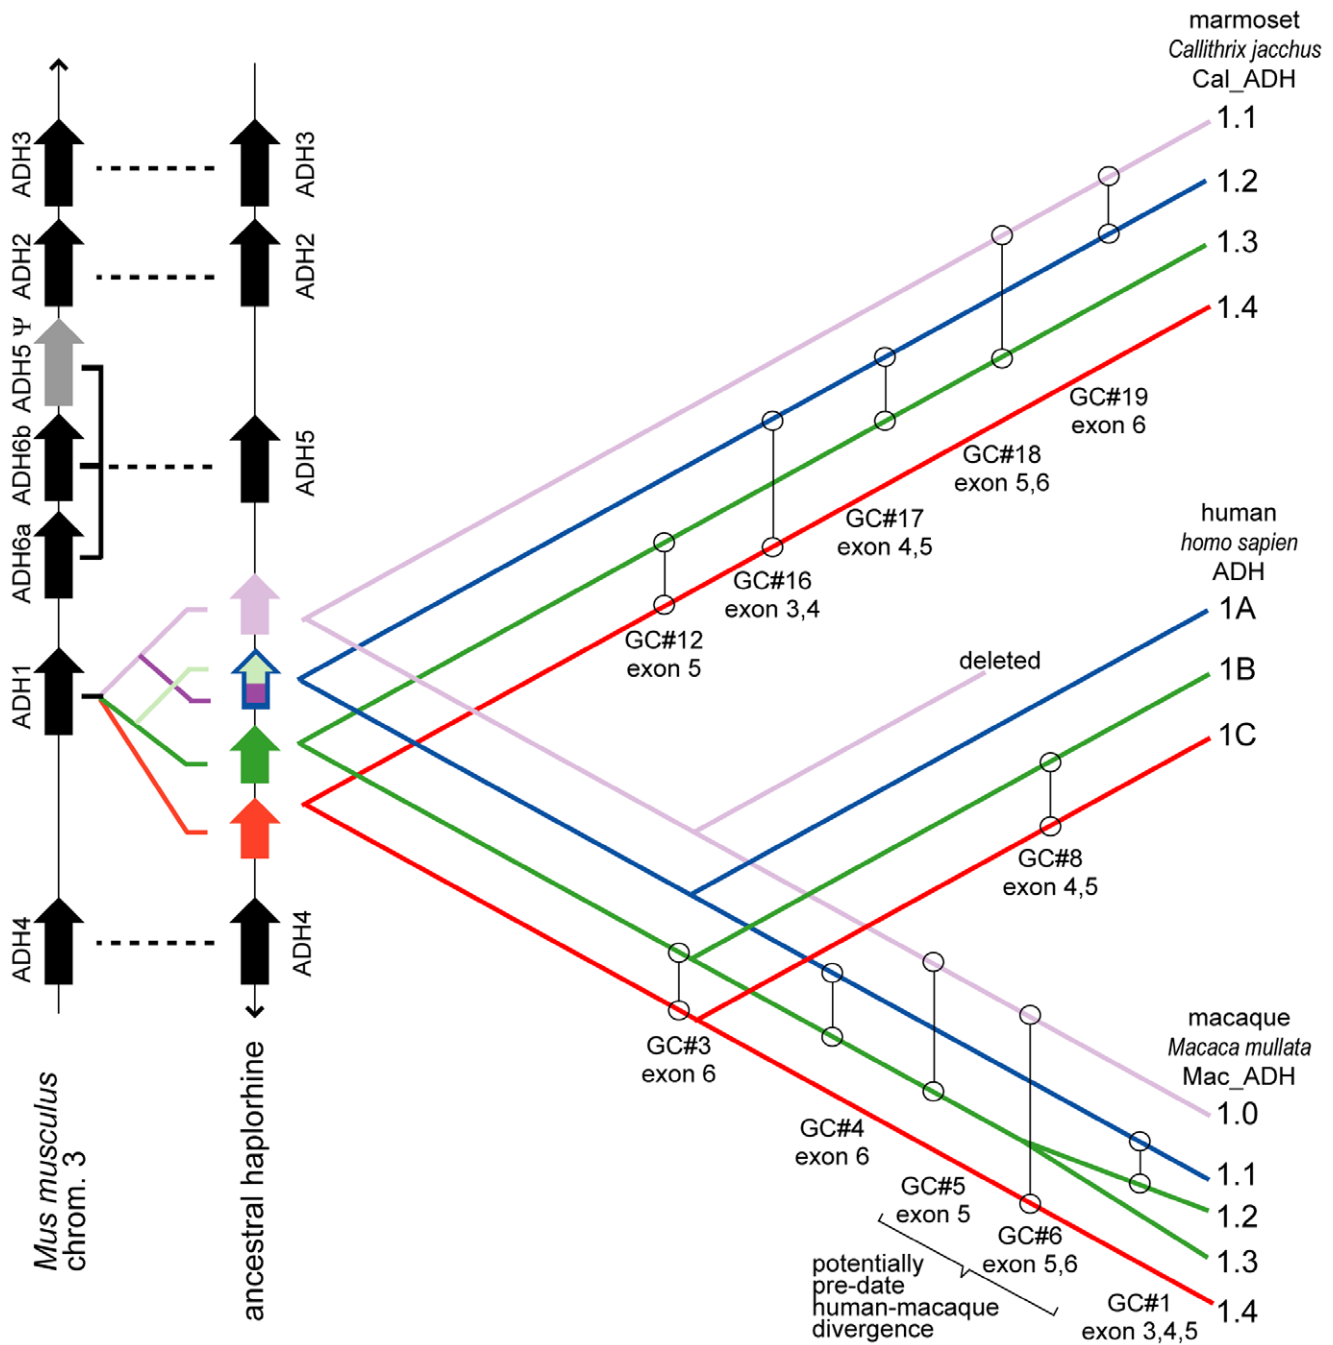 marmoset
Callithrix jacchus
Cal_ADH
1.1
1.2
1.3
1.4
GC#19
exon 6
GC#18
exon 5,6
GC#17
exon 4,5
GC#16
exon 3,4
GC#12
exon 5
human
homo sapien
ADH
1A
1B
1C
deleted
GC#8
exon 4,5
GC#3
exon 6
GC#4
exon 6
GC#5
exon 5
GC#6
exon 5,6
GC#1
exon 3,4,5
potentially
pre-date
human-macaque
divergence
macaque
Macaca mullata
Mac_ADH
1.0
1.1
1.2
1.3
1.4
ADH3
ADH2
ADH5 Ψ
ADH6b
ADH6a
ADH1
ADH4
Mus musculus
chrom. 3
ADH3
ADH2
ADH5
ADH4
ancestral haplorhine